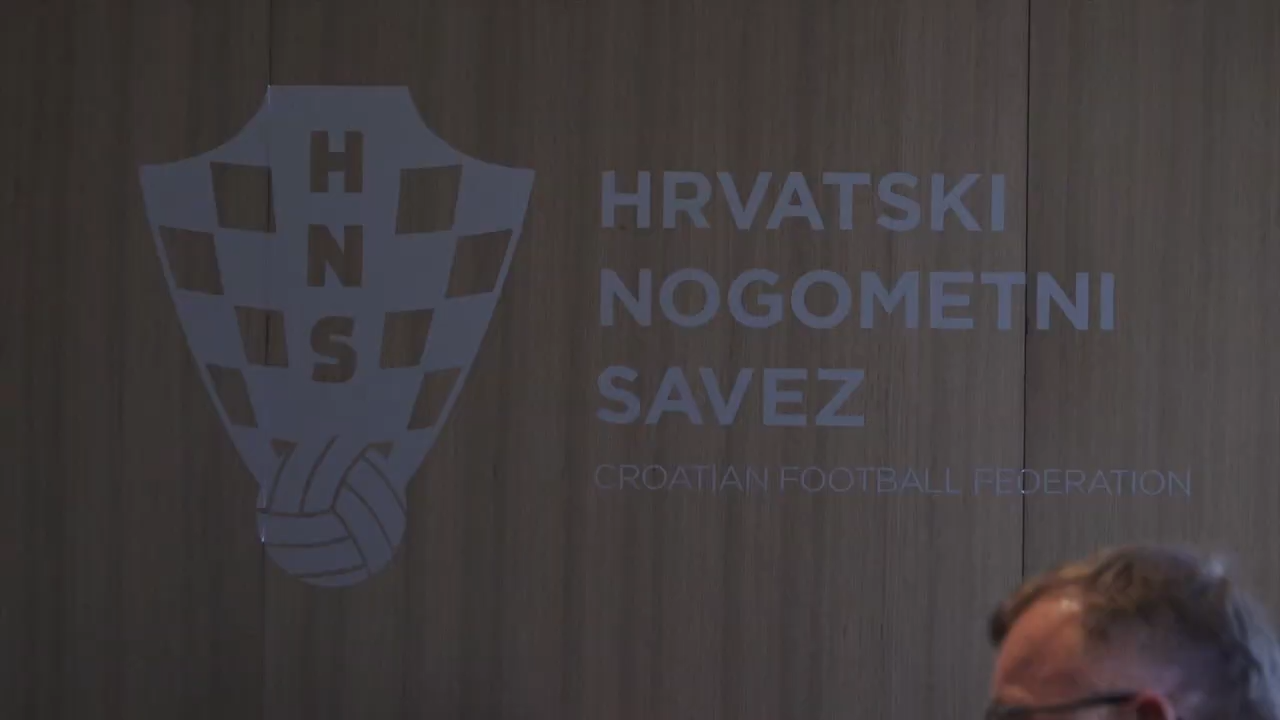 H
N
S
HRVATSKI
NOGOMETNI
SAVEZ
CROATIAN FOOTBALL FEDERATION